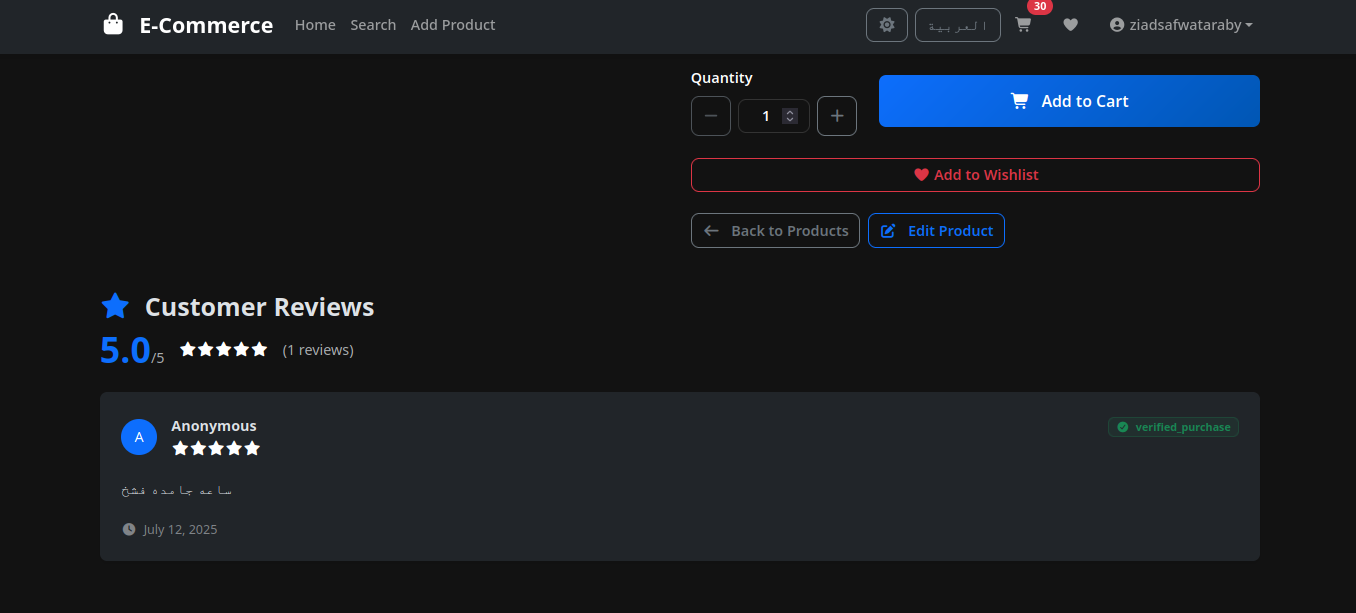 E-Commerce Home Search Add Product العربية 30 ziadsafwataraby
Quantity
1
Add to Cart
Add to Wishlist
Back to Products Edit Product
Customer Reviews
5.0/5 (1 reviews)
A Anonymous verified_purchase
ساعه جامده فشخ
July 12, 2025